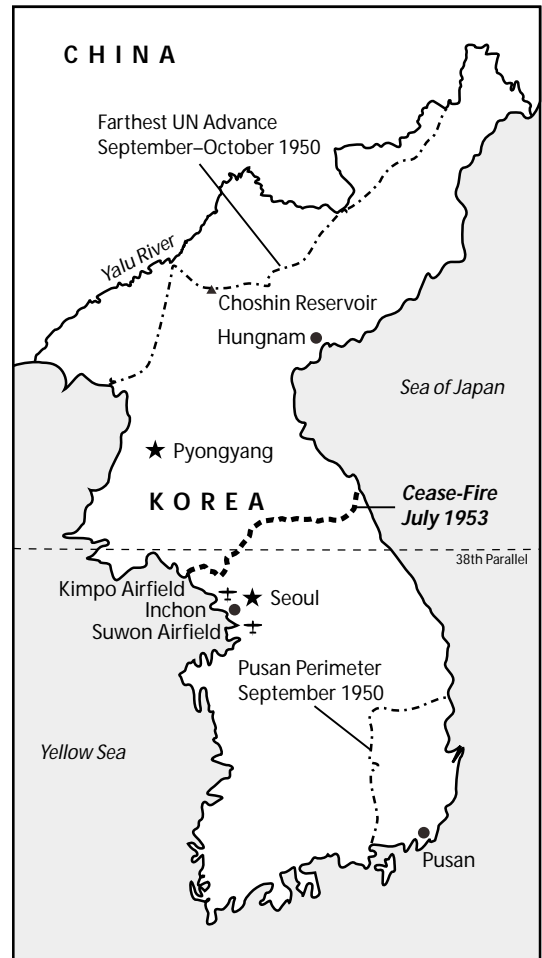 CHINA
Farthest UN Advance
September–October 1950
Yalu River
Choshin Reservoir
Hungnam
Sea of Japan
Pyongyang
KOREA
Cease-Fire
July 1953
38th Parallel
Kimpo Airfield
Seoul
Inchon
Suwon Airfield
Pusan Perimeter
September 1950
Yellow Sea
Pusan